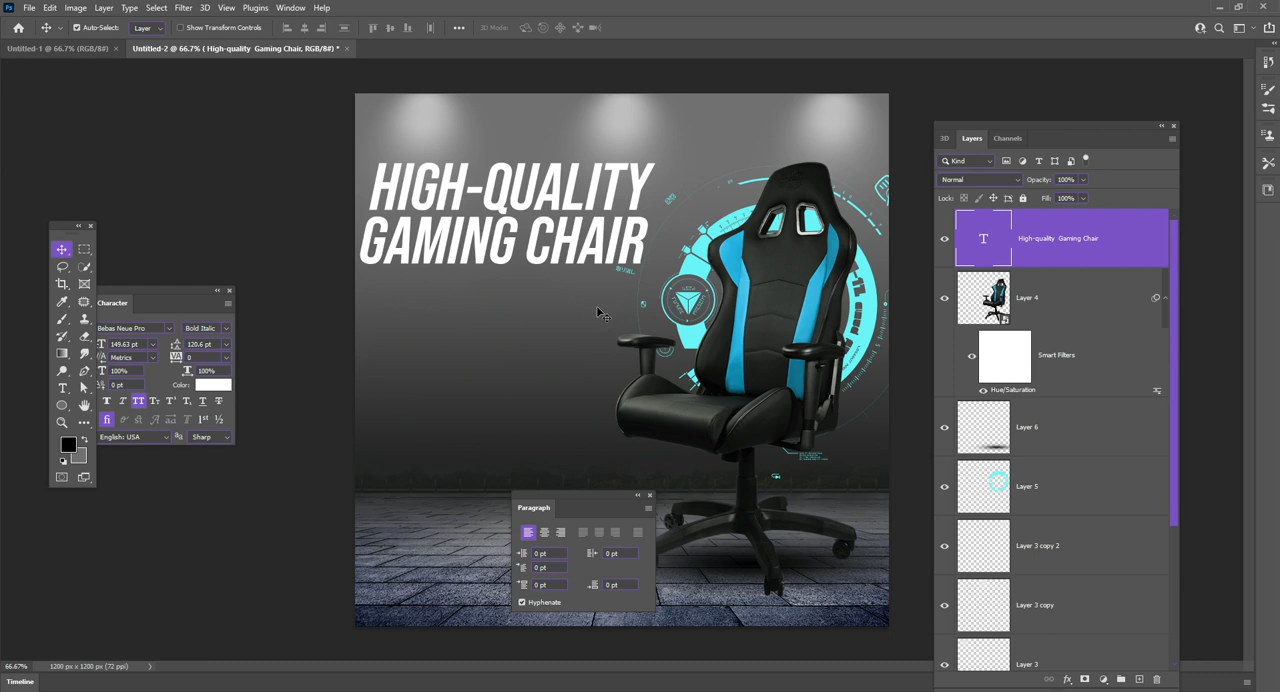 Ps File Edit Image Layer Type Select Filter 3D View Plugins Window Help
Auto-Select: Layer Show Transform Controls 3D Mode:
Untitled-1 @ 66.7% (RGB/8#) × Untitled-2 @ 66.7% ( High-quality  Gaming Chair, RGB/8#) * ×
HIGH-QUALITY
GAMING CHAIR
Character
Bebas Neue Pro Bold Italic
149.63 pt 120.6 pt
Metrics 0
100% 100%
0 pt Color:
English: USA Sharp
Paragraph
0 pt 0 pt
0 pt
0 pt 0 pt
Hyphenate
3D Layers Channels
Kind
Normal Opacity: 100%
Lock: Fill: 100%
High-quality  Gaming Chair
Layer 4
Smart Filters
Hue/Saturation
Layer 6
Layer 5
Layer 3 copy 2
Layer 3 copy
Layer 3
66.67% 1200 px x 1200 px (72 ppi)
Timeline